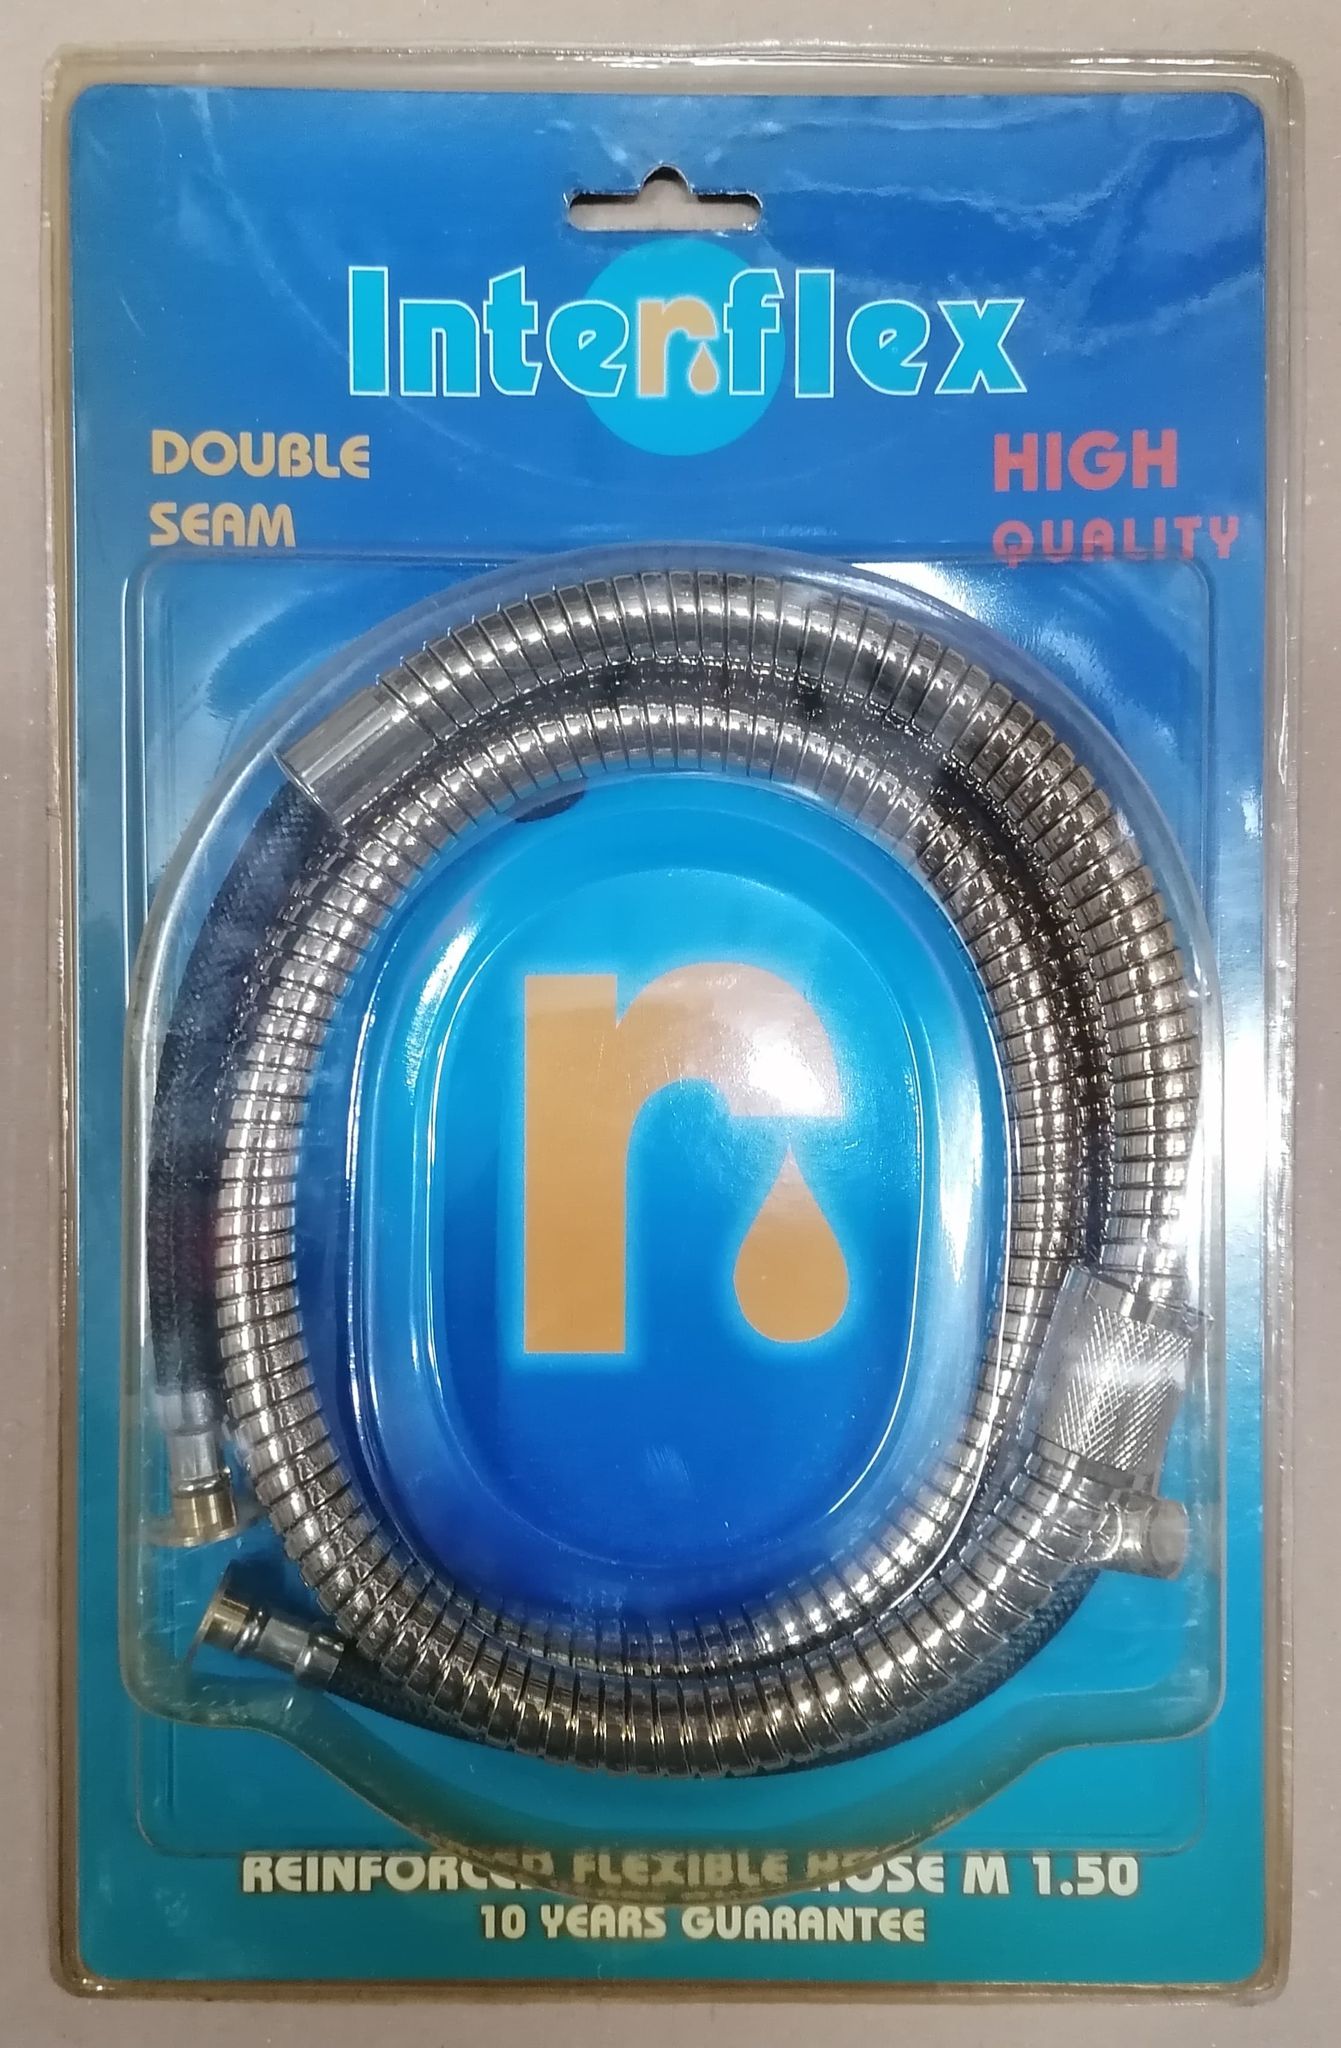 Interflex
DOUBLE
SEAM
HIGH
QUALITY
r
REINFORCED FLEXIBLE HOSE M 1.50
10 YEARS GUARANTEE